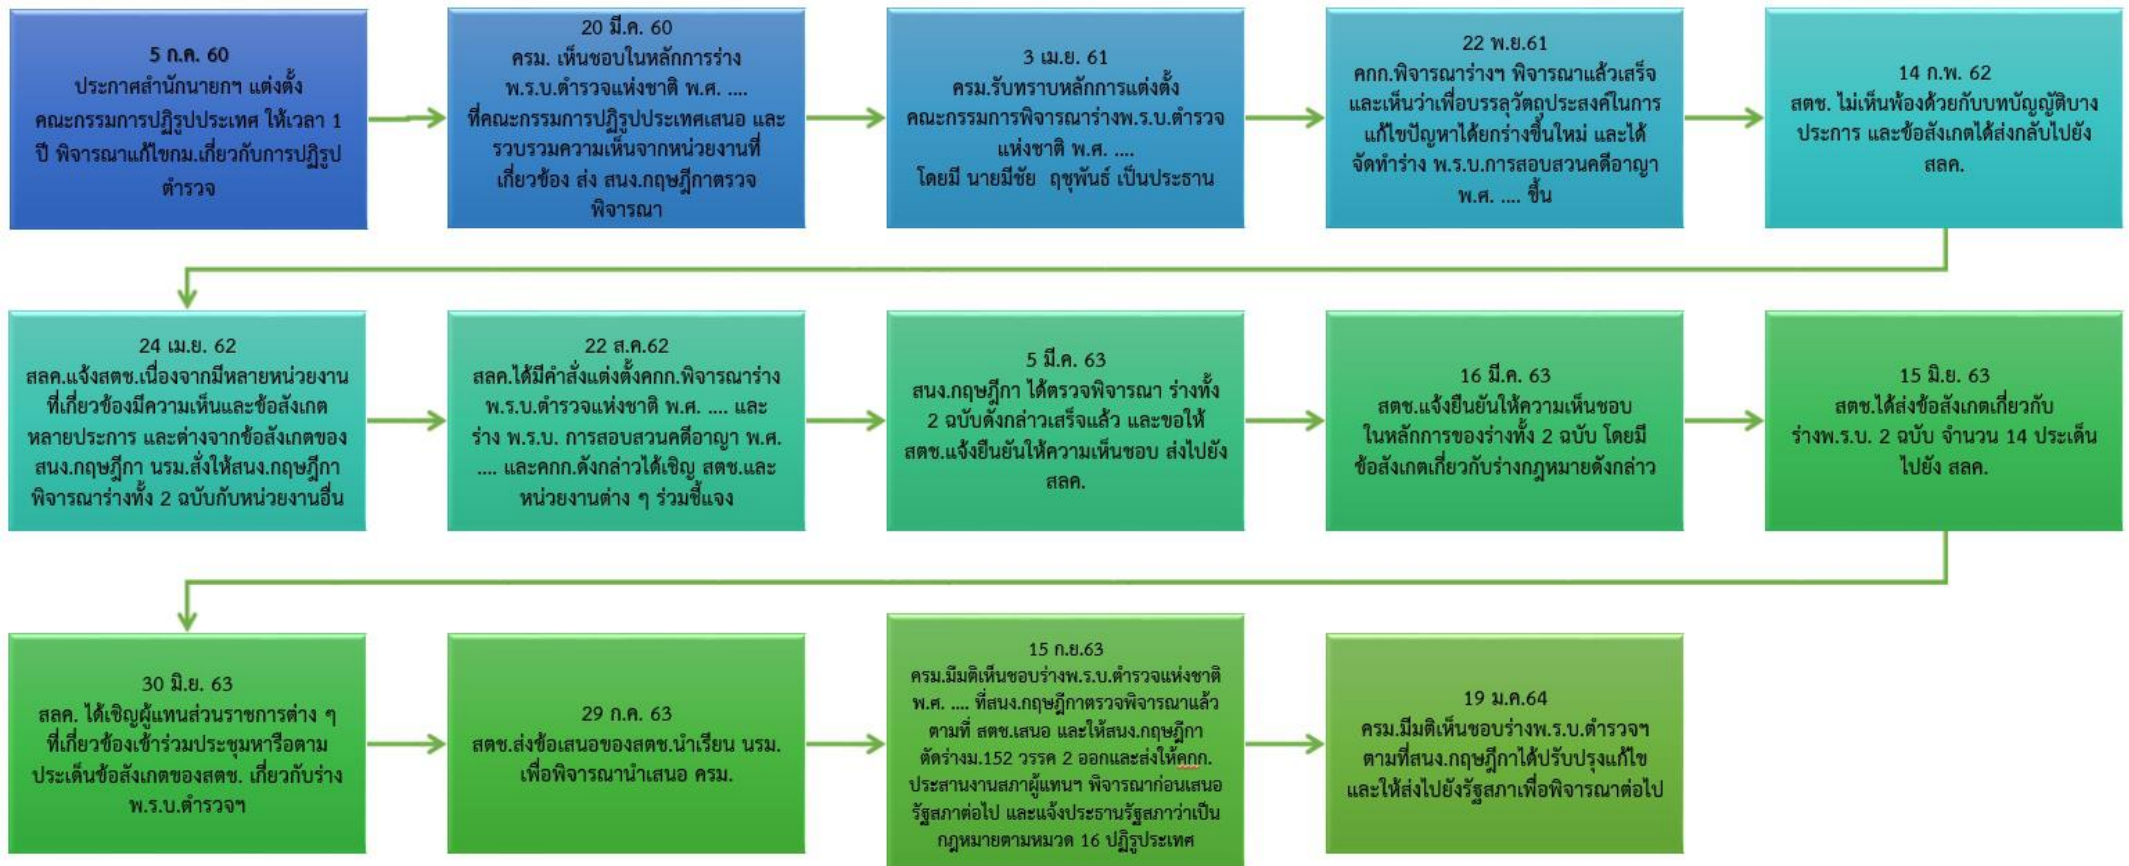 5 ก.ค. 60
ประกาศสำนักนายกฯ แต่งตั้ง
คณะกรรมการปฏิรูปประเทศ ให้เวลา 1
ปี พิจารณาแก้ไขกม.เกี่ยวกับการปฏิรูป
ตำรวจ
20 มี.ค. 60
ครม. เห็นชอบในหลักการร่าง
พ.ร.บ.ตำรวจแห่งชาติ พ.ศ. ....
ที่คณะกรรมการปฏิรูปประเทศเสนอ และ
รวบรวมความเห็นจากหน่วยงานที่
เกี่ยวข้อง ส่ง สนง.กฤษฎีกาตรวจ
พิจารณา
3 เม.ย. 61
ครม.รับทราบหลักการแต่งตั้ง
คณะกรรมการพิจารณาร่างพ.ร.บ.ตำรวจ
แห่งชาติ พ.ศ. ....
โดยมี นายมีชัย ฤชุพันธ์ เป็นประธาน
22 พ.ย.61
คกก.พิจารณาร่างฯ พิจารณาแล้วเสร็จ
และเห็นว่าเพื่อบรรลุวัตถุประสงค์ในการ
แก้ไขปัญหาได้ยกร่างขึ้นใหม่ และได้
จัดทำร่าง พ.ร.บ.การสอบสวนคดีอาญา
พ.ศ. .... ขึ้น
14 ก.พ. 62
สตช. ไม่เห็นพ้องด้วยกับบทบัญญัติบาง
ประการ และข้อสังเกตได้ส่งกลับไปยัง
สลค.
24 เม.ย. 62
สลค.แจ้งสตช.เนื่องจากมีหลายหน่วยงาน
ที่เกี่ยวข้องมีความเห็นและข้อสังเกต
หลายประการ และต่างจากข้อสังเกตของ
สนง.กฤษฎีกา นรม.สั่งให้สนง.กฤษฎีกา
พิจารณาร่างทั้ง 2 ฉบับกับหน่วยงานอื่น
22 ส.ค.62
สลค.ได้มีคำสั่งแต่งตั้งคกก.พิจารณาร่าง
พ.ร.บ.ตำรวจแห่งชาติ พ.ศ. .... และ
ร่าง พ.ร.บ. การสอบสวนคดีอาญา พ.ศ.
.... และคกก.ดังกล่าวได้เชิญ สตช.และ
หน่วยงานต่าง ๆ ร่วมชี้แจง
5 มี.ค. 63
สนง.กฤษฎีกา ได้ตรวจพิจารณา ร่างทั้ง
2 ฉบับดังกล่าวเสร็จแล้ว และขอให้
สตช.แจ้งยืนยันให้ความเห็นชอบ ส่งไปยัง
สลค.
16 มี.ค. 63
สตช.แจ้งยืนยันให้ความเห็นชอบ
ในหลักการของร่างทั้ง 2 ฉบับ โดยมี
ข้อสังเกตเกี่ยวกับร่างกฎหมายดังกล่าว
15 มิ.ย. 63
สตช.ได้ส่งข้อสังเกตเกี่ยวกับ
ร่างพ.ร.บ. 2 ฉบับ จำนวน 14 ประเด็น
ไปยัง สลค.
30 มิ.ย. 63
สลค. ได้เชิญผู้แทนส่วนราชการต่าง ๆ
ที่เกี่ยวข้องเข้าร่วมประชุมหารือตาม
ประเด็นข้อสังเกตของสตช. เกี่ยวกับร่าง
พ.ร.บ.ตำรวจฯ
29 ก.ค. 63
สตช.ส่งข้อเสนอของสตช.นำเรียน นรม.
เพื่อพิจารณานำเสนอ ครม.
15 ก.ย.63
ครม.มีมติเห็นชอบร่างพ.ร.บ.ตำรวจแห่งชาติ
พ.ศ. .... ที่สนง.กฤษฎีกาตรวจพิจารณาแล้ว
ตามที่ สตช.เสนอ และให้สนง.กฤษฎีกา
ตัดร่างม.152 วรรค 2 ออกและส่งให้คกก.
ประสานงานสภาผู้แทนฯ พิจารณาก่อนเสนอ
รัฐสภาต่อไป และแจ้งประธานรัฐสภาว่าเป็น
กฎหมายตามหมวด 16 ปฏิรูประเทศ
19 ม.ค.64
ครม.มีมติเห็นชอบร่างพ.ร.บ.ตำรวจฯ
ตามที่สนง.กฤษฎีกาได้ปรับปรุงแก้ไข
และให้ส่งไปยังรัฐสภาเพื่อพิจารณาต่อไป